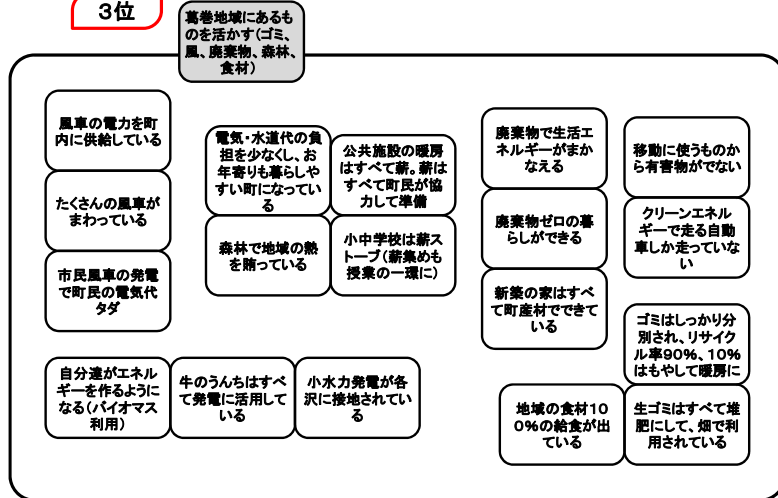 3位
葛巻地域にあるも
のを活かす(ゴミ、
風、廃棄物、森林、
食材)
風車の電力を町
内に供給している
たくさんの風車が
まわっている
市民風車の発電
で町民の電気代
タダ
電気・水道代の負
担を少なくし、お
年寄りも暮らしや
すい町になってい
る
公共施設の暖房
はすべて薪。薪は
すべて町民が協
力して準備
森林で地域の熱
を賄っている
小中学校は薪ス
トーブ(薪集めも
授業の一環に)
廃棄物で生活エ
ネルギーがまか
なえる
廃棄物ゼロの暮
らしができる
新築の家はすべ
て町産材でできて
いる
移動に使うものか
ら有害物がでない
クリーンエネル
ギーで走る自動
車しか走っていな
い
自分達がエネル
ギーを作るように
なる(バイオマス
利用)
牛のうんちはすべ
て発電に活用して
いる
小水力発電が各
沢に接地されてい
る
ゴミはしっかり分
別され、リサイク
ル率90%、10%
はもやして暖房に
地域の食材10
0%の給食が出
ている
生ゴミはすべて堆
肥にして、畑で利
用されている